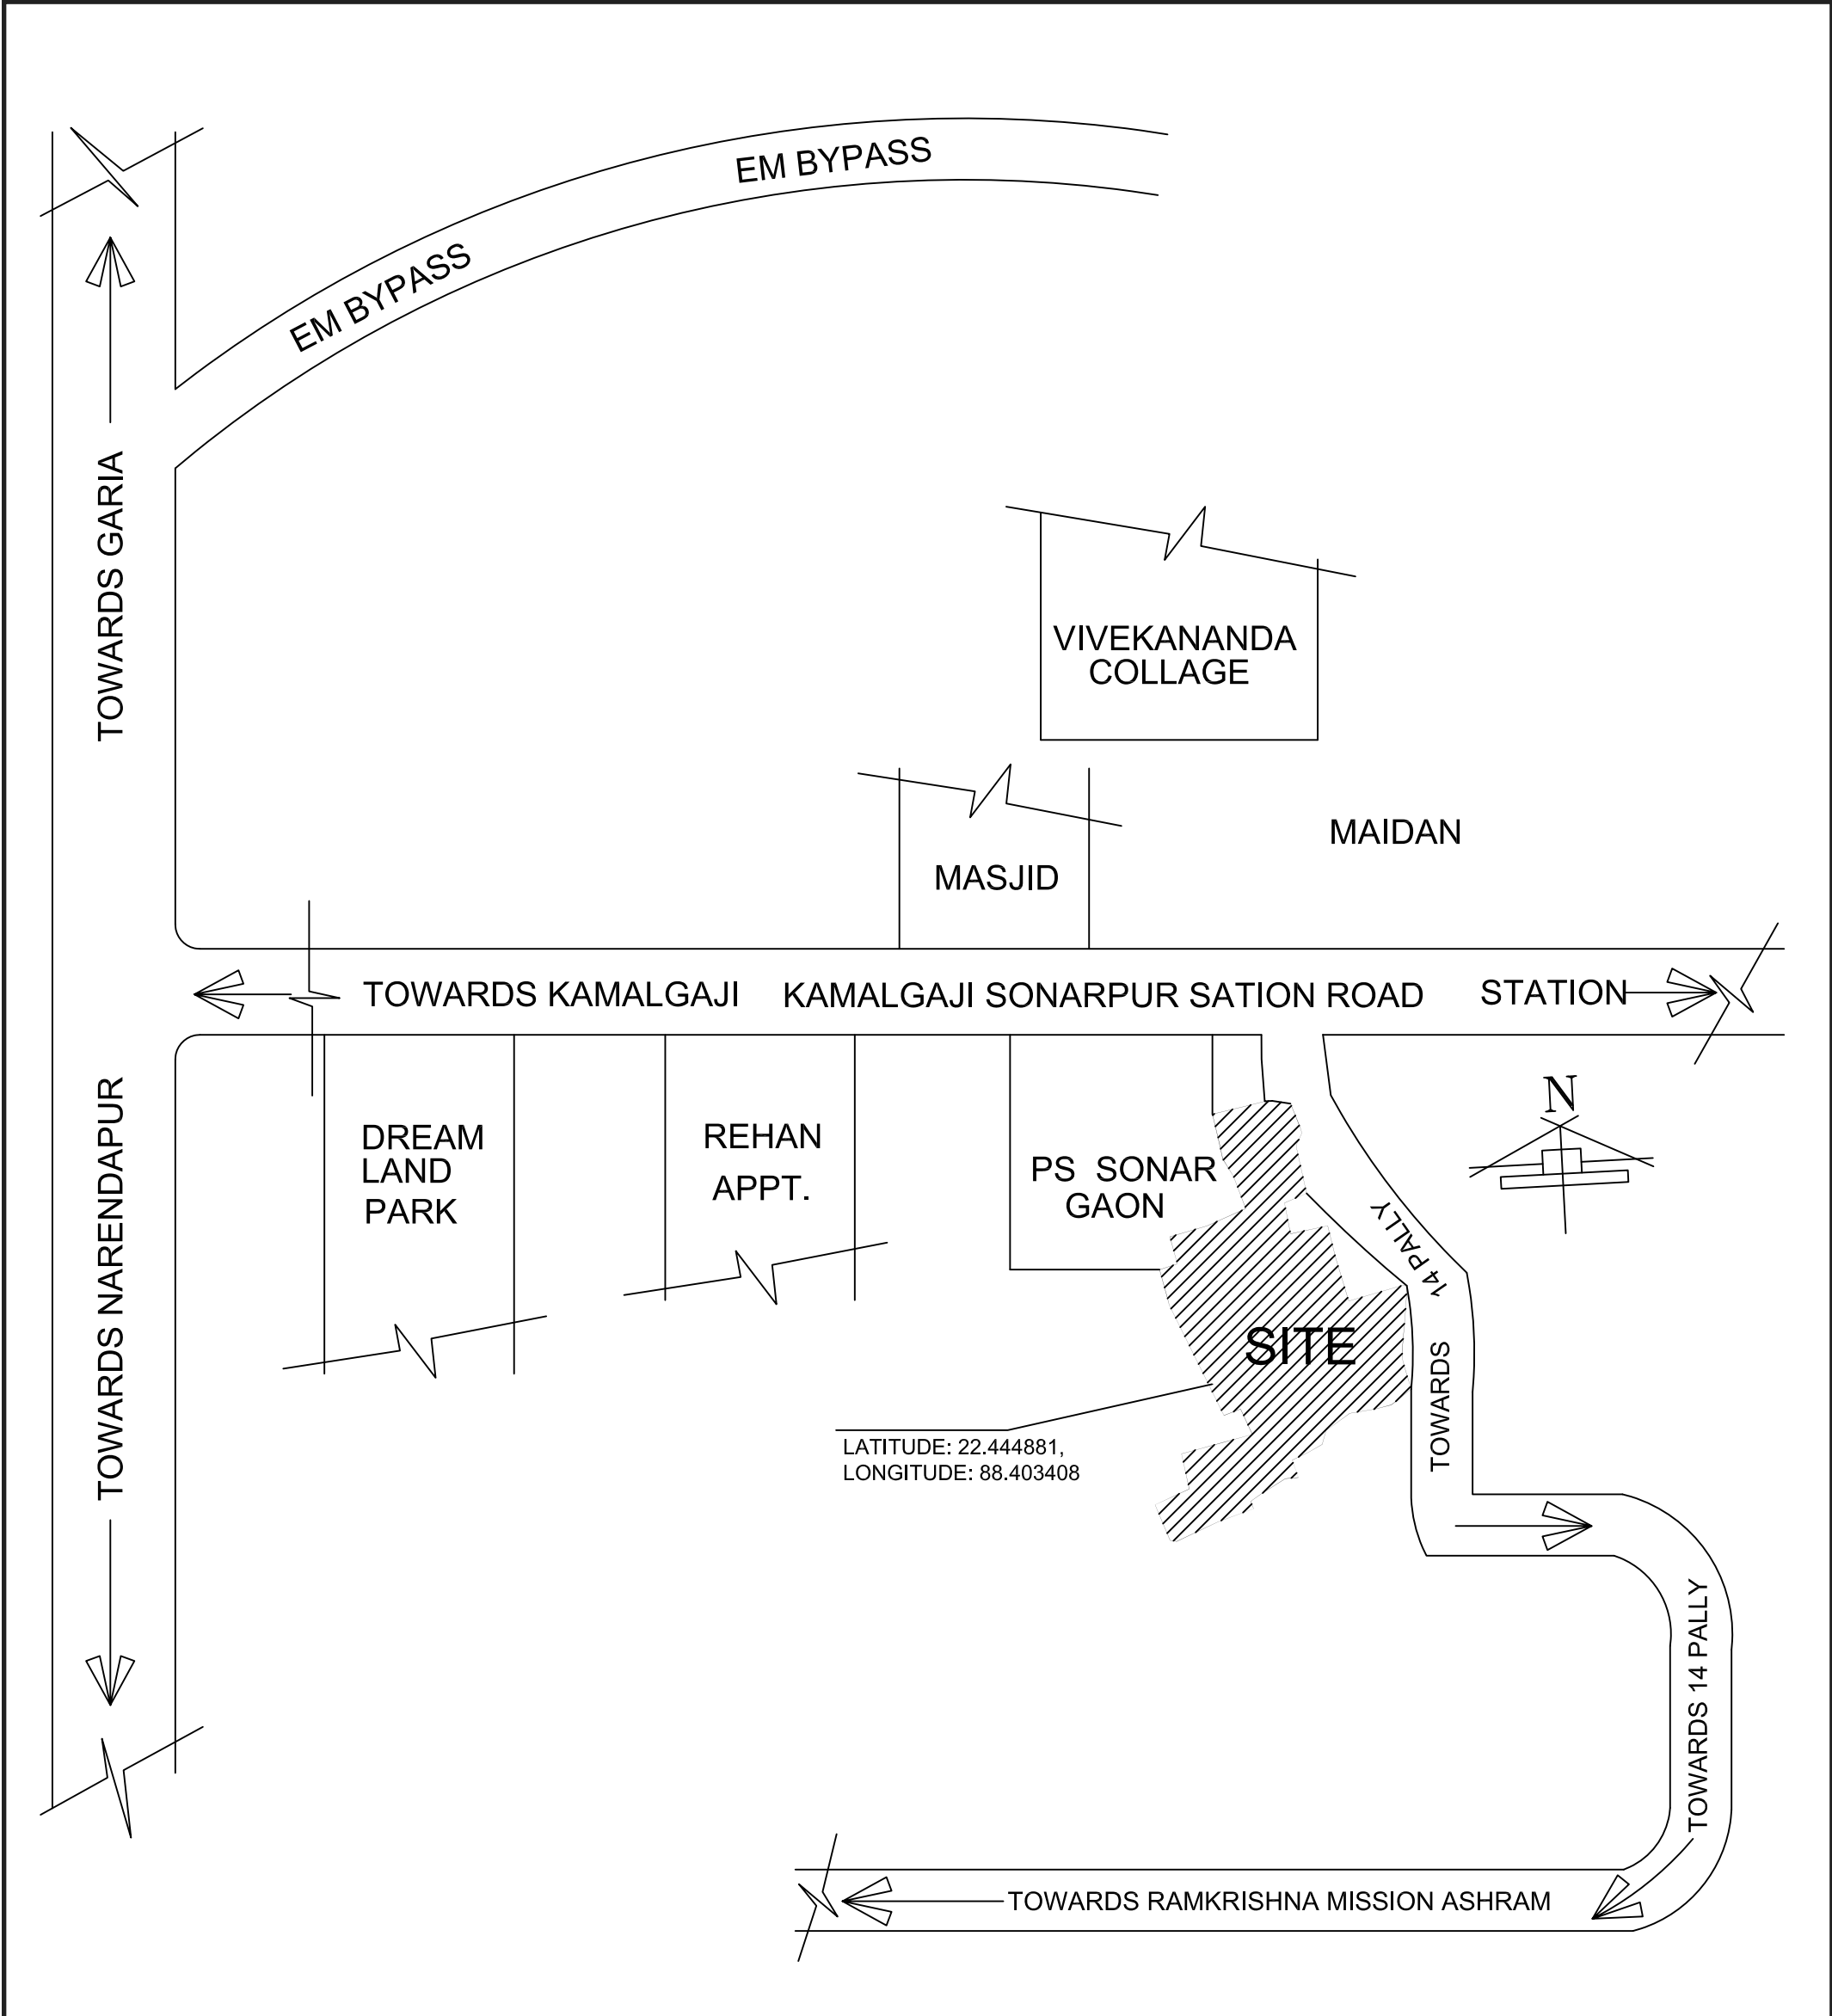 EM BYPASS
EM BYPASS
TOWARDS GARIA
VIVEKANANDA
COLLAGE
MAIDAN
MASJID
TOWARDS KAMALGAJI
KAMALGAJI SONARPUR SATION ROAD
STATION
N
TOWARDS NARENDAPUR
DREAM
LAND
PARK
REHAN
APPT.
PS SONAR
GAON
14 PALLY
SITE
TOWARDS
LATITUDE: 22.444881,
LONGITUDE: 88.403408
TOWARDS 14 PALLY
TOWARDS RAMKRISHNA MISSION ASHRAM